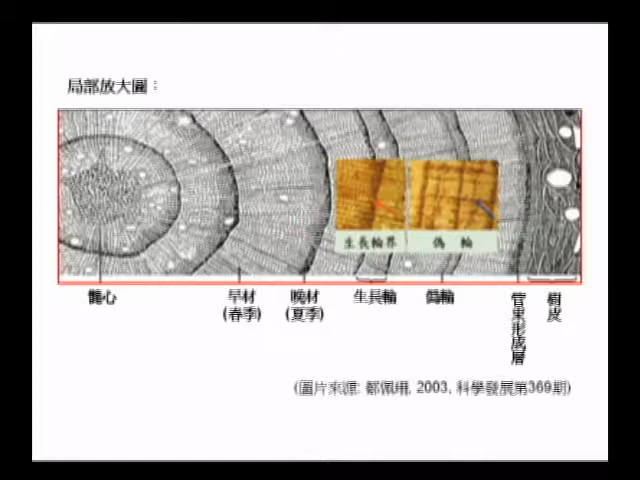 局部放大圖：
生長輪界
偽 輪
髓心
早材
(春季)
晚材
(夏季)
生長輪
偽輪
管束形成層
樹皮
(圖片來源: 鄭佩 2003, 科學發展第369期)